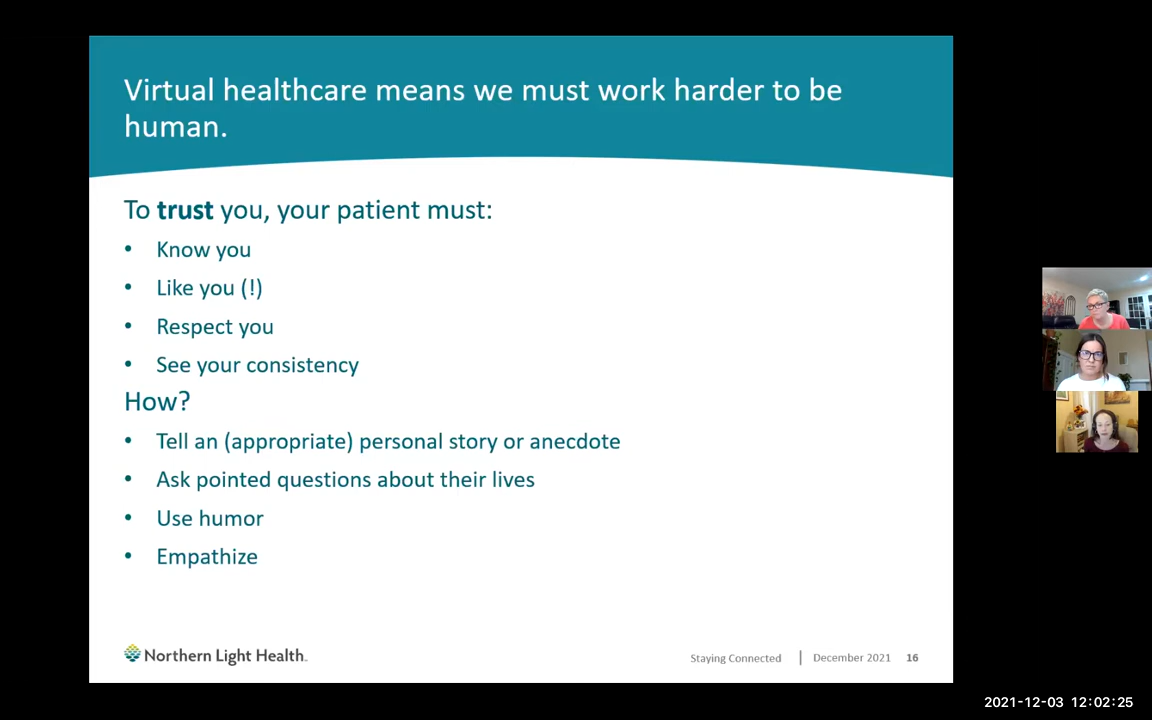 Virtual healthcare means we must work harder to be
human.
To trust you, your patient must:
• Know you
• Like you (!)
• Respect you
• See your consistency
How?
• Tell an (appropriate) personal story or anecdote
• Ask pointed questions about their lives
• Use humor
• Empathize
Northern Light Health.
Staying Connected | December 2021 16
2021-12-03 12:02:25